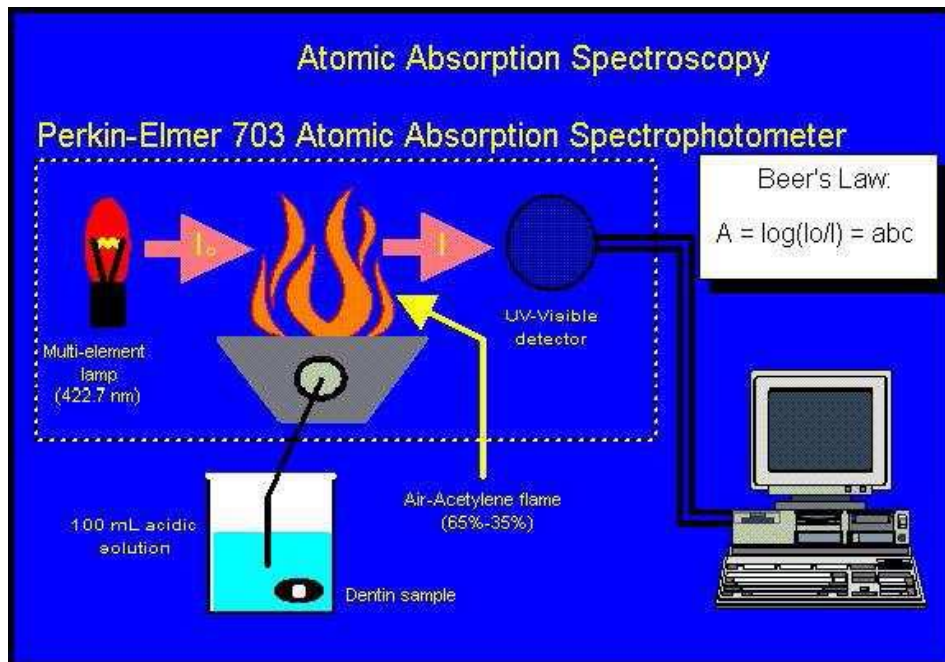 Atomic Absorption Spectroscopy
Perkin-Elmer 703 Atomic Absorption Spectrophotometer
Beer's Law:
A = log(Io/I) = abc
Io
I
UV-Visible
detector
Multi-element
lamp
(422.7 nm)
Air-Acetylene flame
(65%-35%)
100 mL acidic
solution
Dentin sample